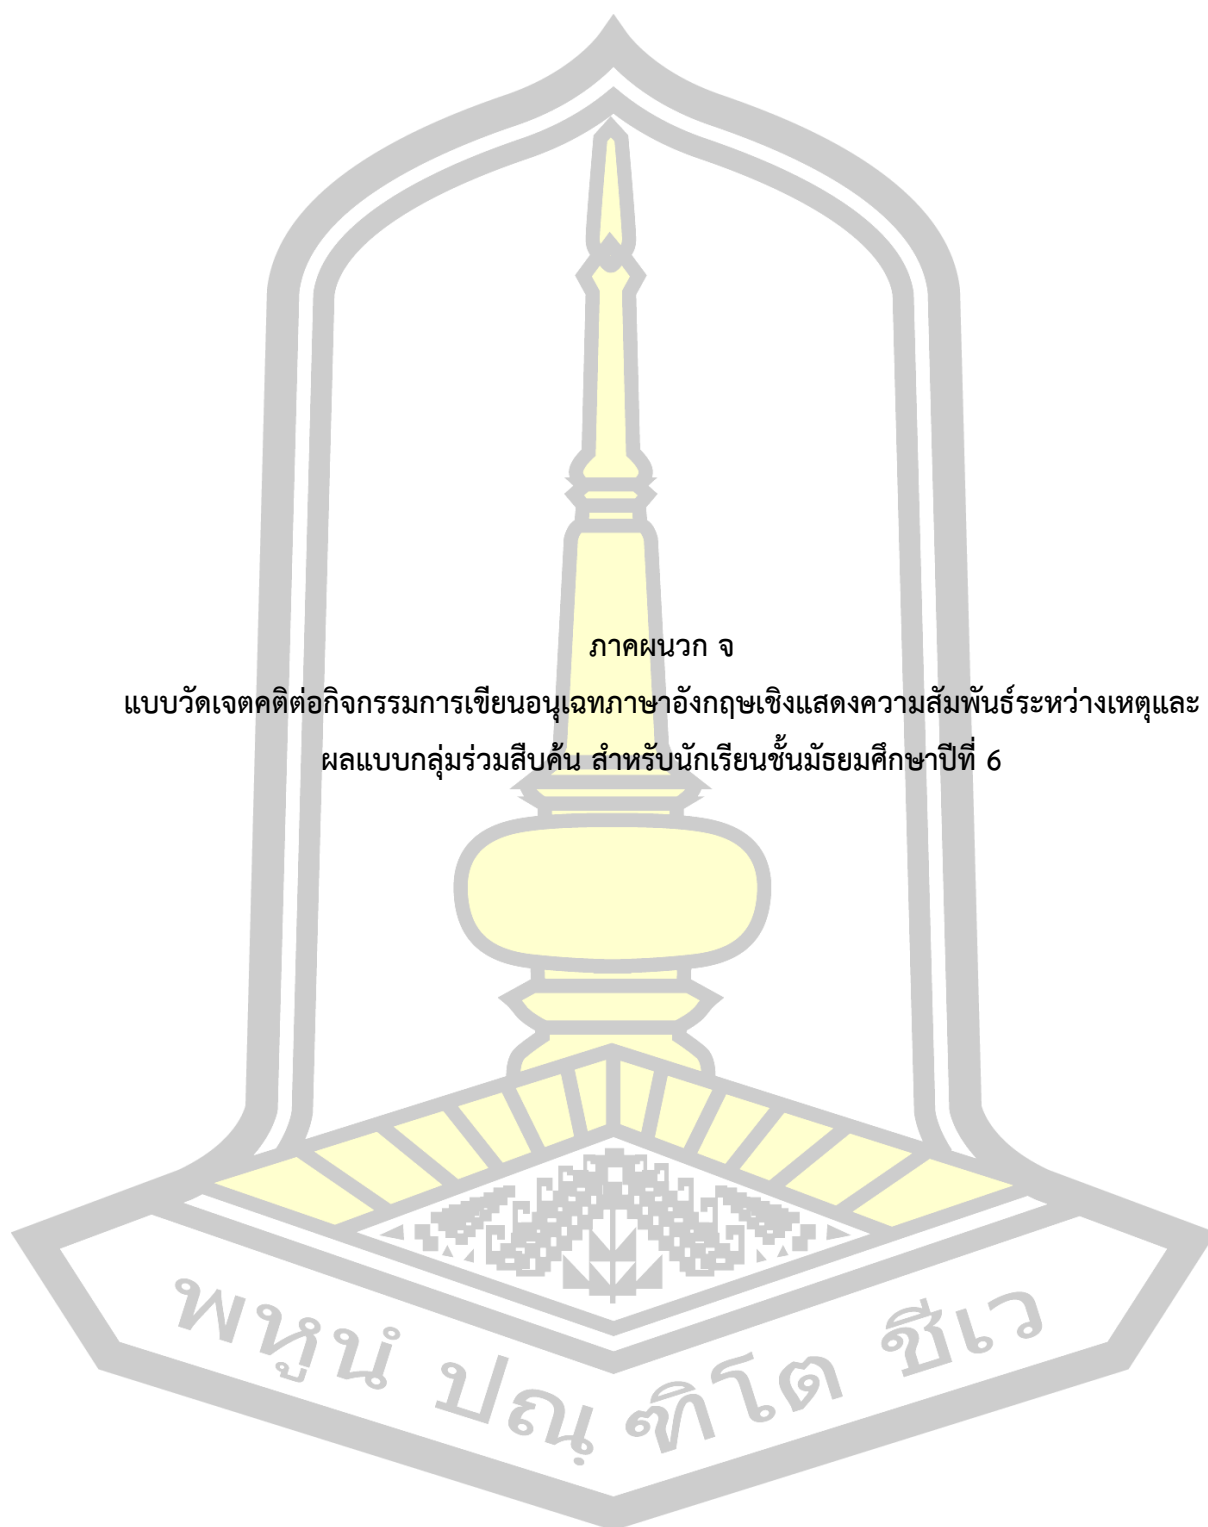 ภาคผนวก จ
แบบวัดเจตคติต่อกิจกรรมการเขียนอนุเฉทภาษาอังกฤษเชิงแสดงความสัมพันธ์ระหว่างเหตุและ
ผลแบบกลุ่มร่วมสืบค้น สำหรับนักเรียนชั้นมัธยมศึกษาปีที่ 6
พหูนํ ปณฺฑิโต ชีเว